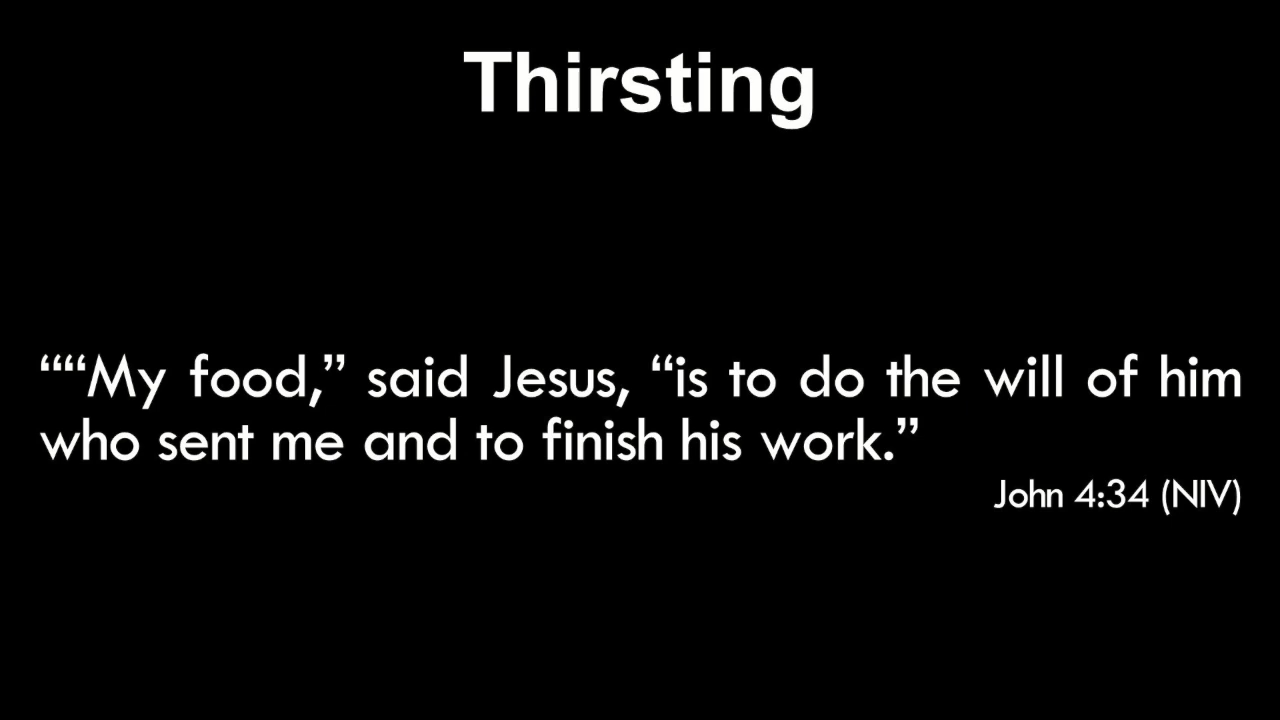 Thirsting
““‘My food,” said Jesus, “is to do the will of him
who sent me and to finish his work.”
John 4:34 (NIV)